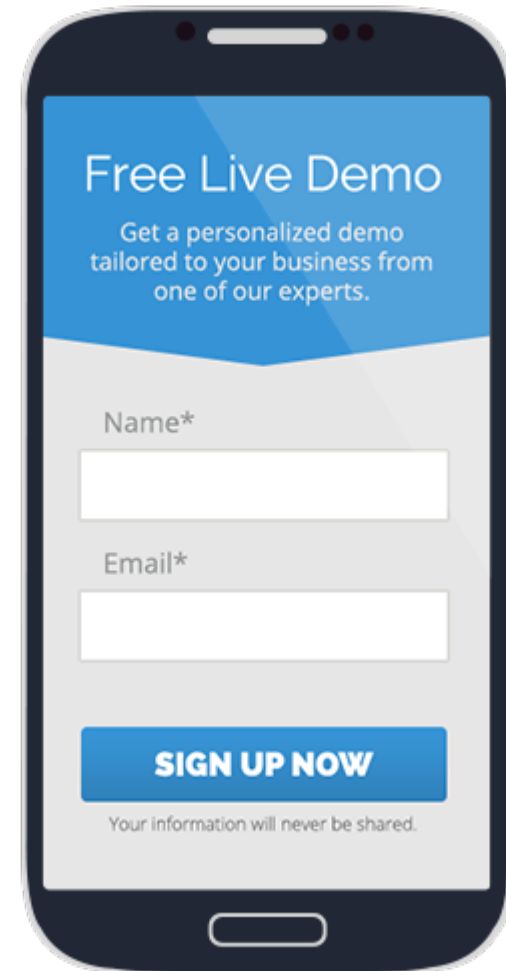 Free Live Demo
Get a personalized demo
tailored to your business from
one of our experts.
Name*
Email*
SIGN UP NOW
Your information will never be shared.